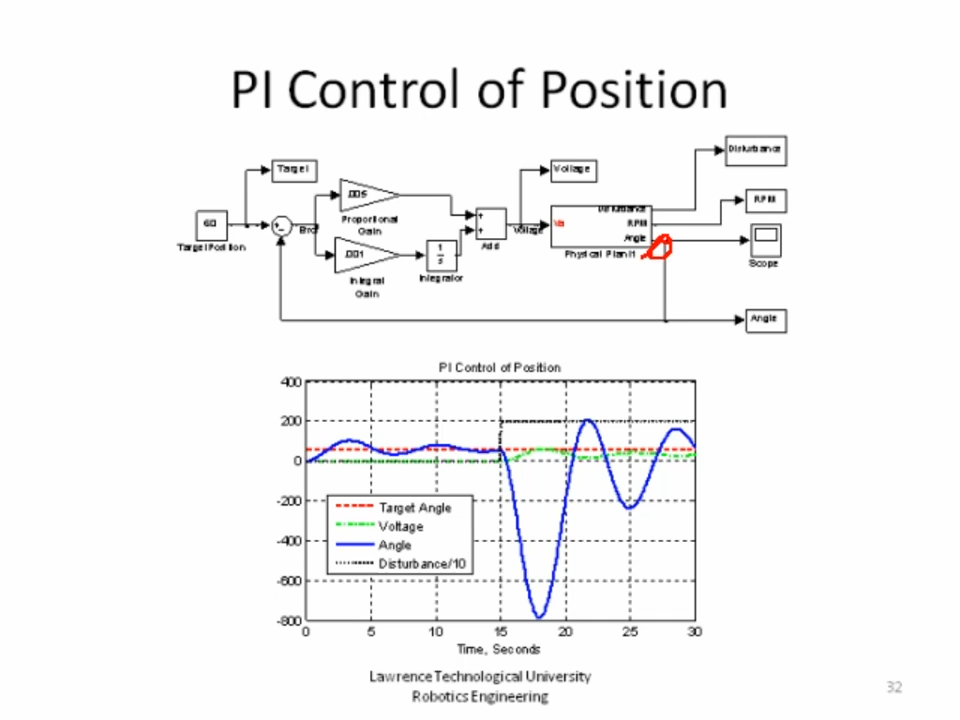 PI Control of Position
Disturbance
Target
Voltage
.005
RPM
60
Disturbance
RPM
Angle
Va
Error
Proportional
Gain
Add
Voltage
Target Position
.001
1
s
Physical Plant1
Scope
Integrator
Integral
Gain
Angle
PI Control of Position
400
200
0
-200
-400
-600
-800
Target Angle
Voltage
Angle
Disturbance/10
0 5 10 15 20 25 30
Time, Seconds
Lawrence Technological University
Robotics Engineering
32